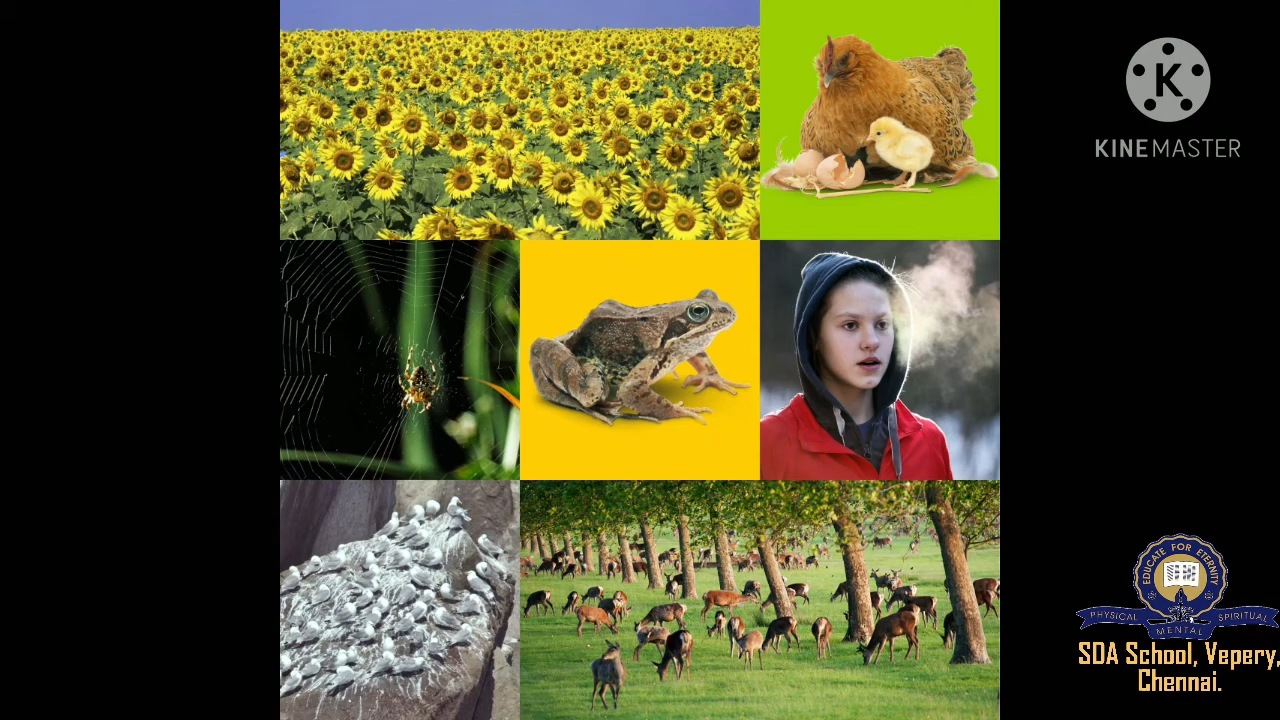 K
KINEMASTER
EDUCATE FOR ETERNITY
PHYSICAL
SPIRITUAL
MENTAL
SDA School, Vepery,
Chennai.